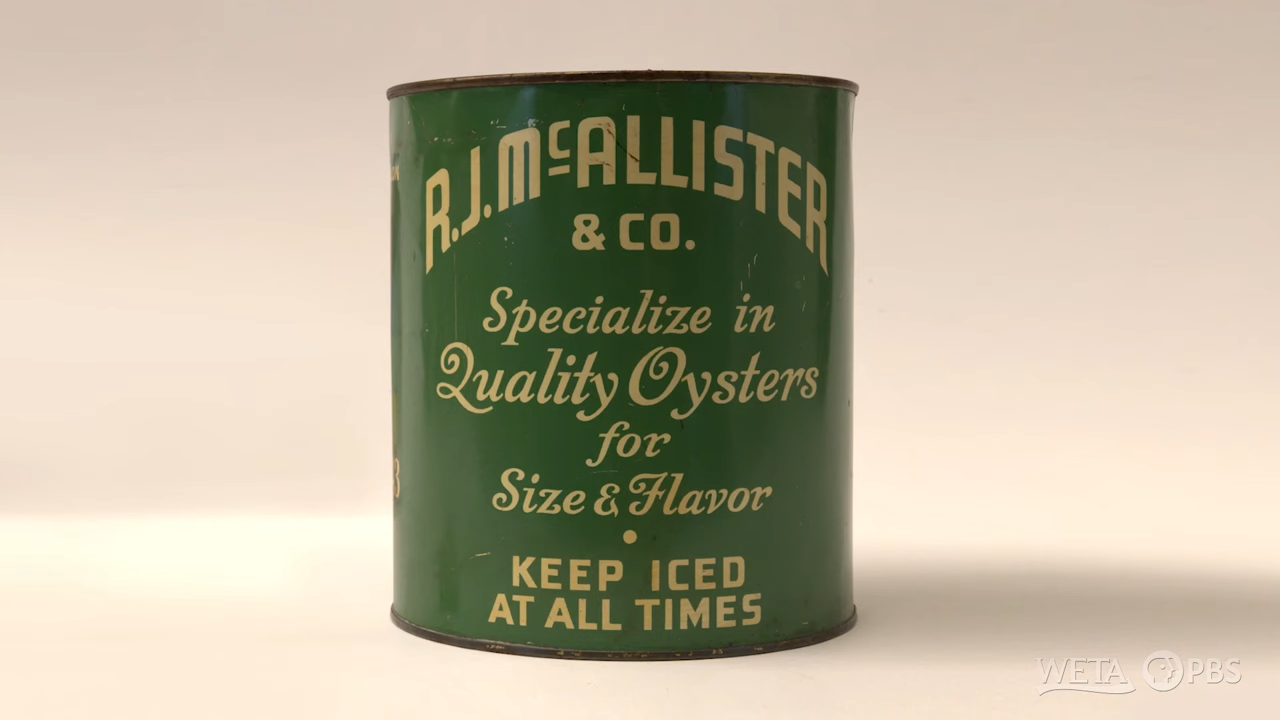 R.J. McALLISTER
& CO.
Specialize in
Quality Oysters
for
Size & Flavor
KEEP ICED
AT ALL TIMES
WETA PBS